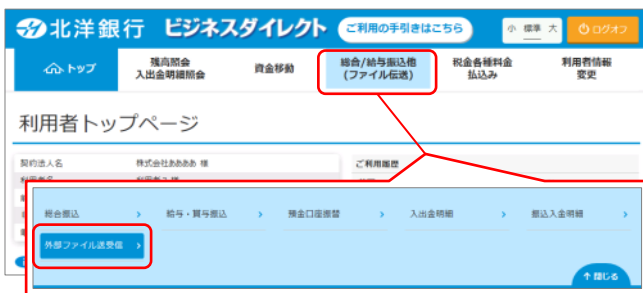 北洋銀行 ビジネスダイレクト ご利用の手引きはこちら 小 標準 大 ログオフ
トップ 残高照会 入出金明細照会 資金移動 総合/給与振込他 (ファイル伝送) 税金各種料金 払込み 利用者情報 変更
利用者トップページ
契約法人名 株式会社ああああ 様 ご利用履歴
総合振込 給与・賞与振込 預金口座振替 入出金明細 振込入金明細
外部ファイル送受信
閉じる